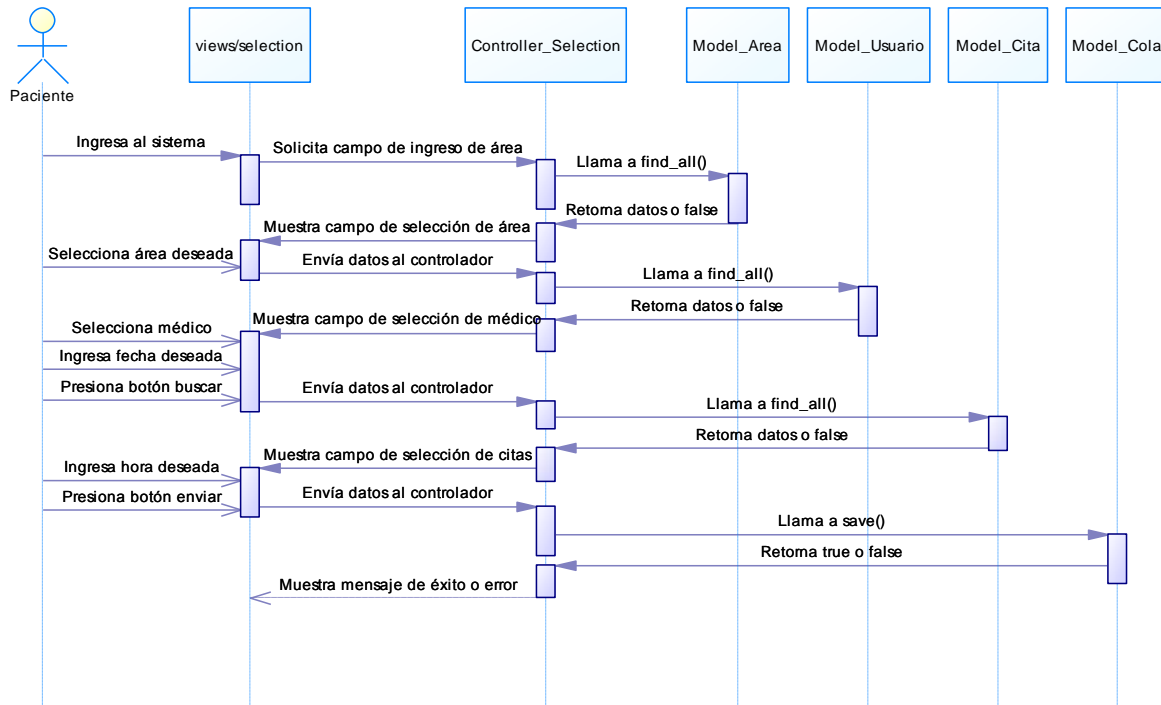 views/selection
Controller_Selection
Model_Area
Model_Usuario
Model_Cita
Model_Cola
Paciente
Ingresa al sistema
Solicita campo de ingreso de área
Llama a find_all()
Retorna datos o false
Muestra campo de selección de área
Selecciona área deseada
Envía datos al controlador
Llama a find_all()
Retorna datos o false
Muestra campo de selección de médico
Selecciona médico
Ingresa fecha deseada
Presiona botón buscar
Envía datos al controlador
Llama a find_all()
Retorna datos o false
Muestra campo de selección de citas
Ingresa hora deseada
Presiona botón enviar
Envía datos al controlador
Llama a save()
Retorna true o false
Muestra mensaje de éxito o error